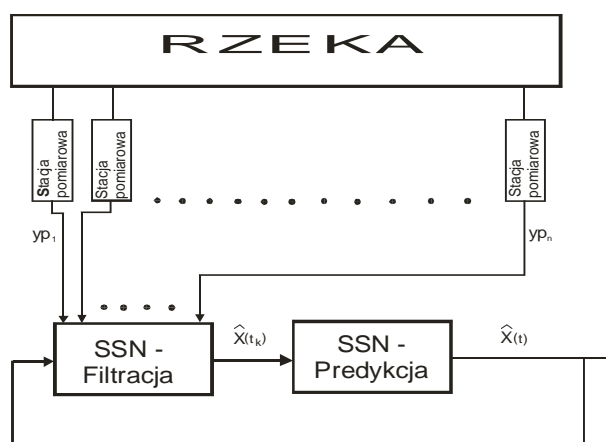 RZEKA
Stacja
pomiarowa
Stacja
pomiarowa
Stacja
pomiarowa
yp₁
ypₙ
SSN -
Filtracja
X̂(tₖ)
SSN -
Predykcja
X̂(t)